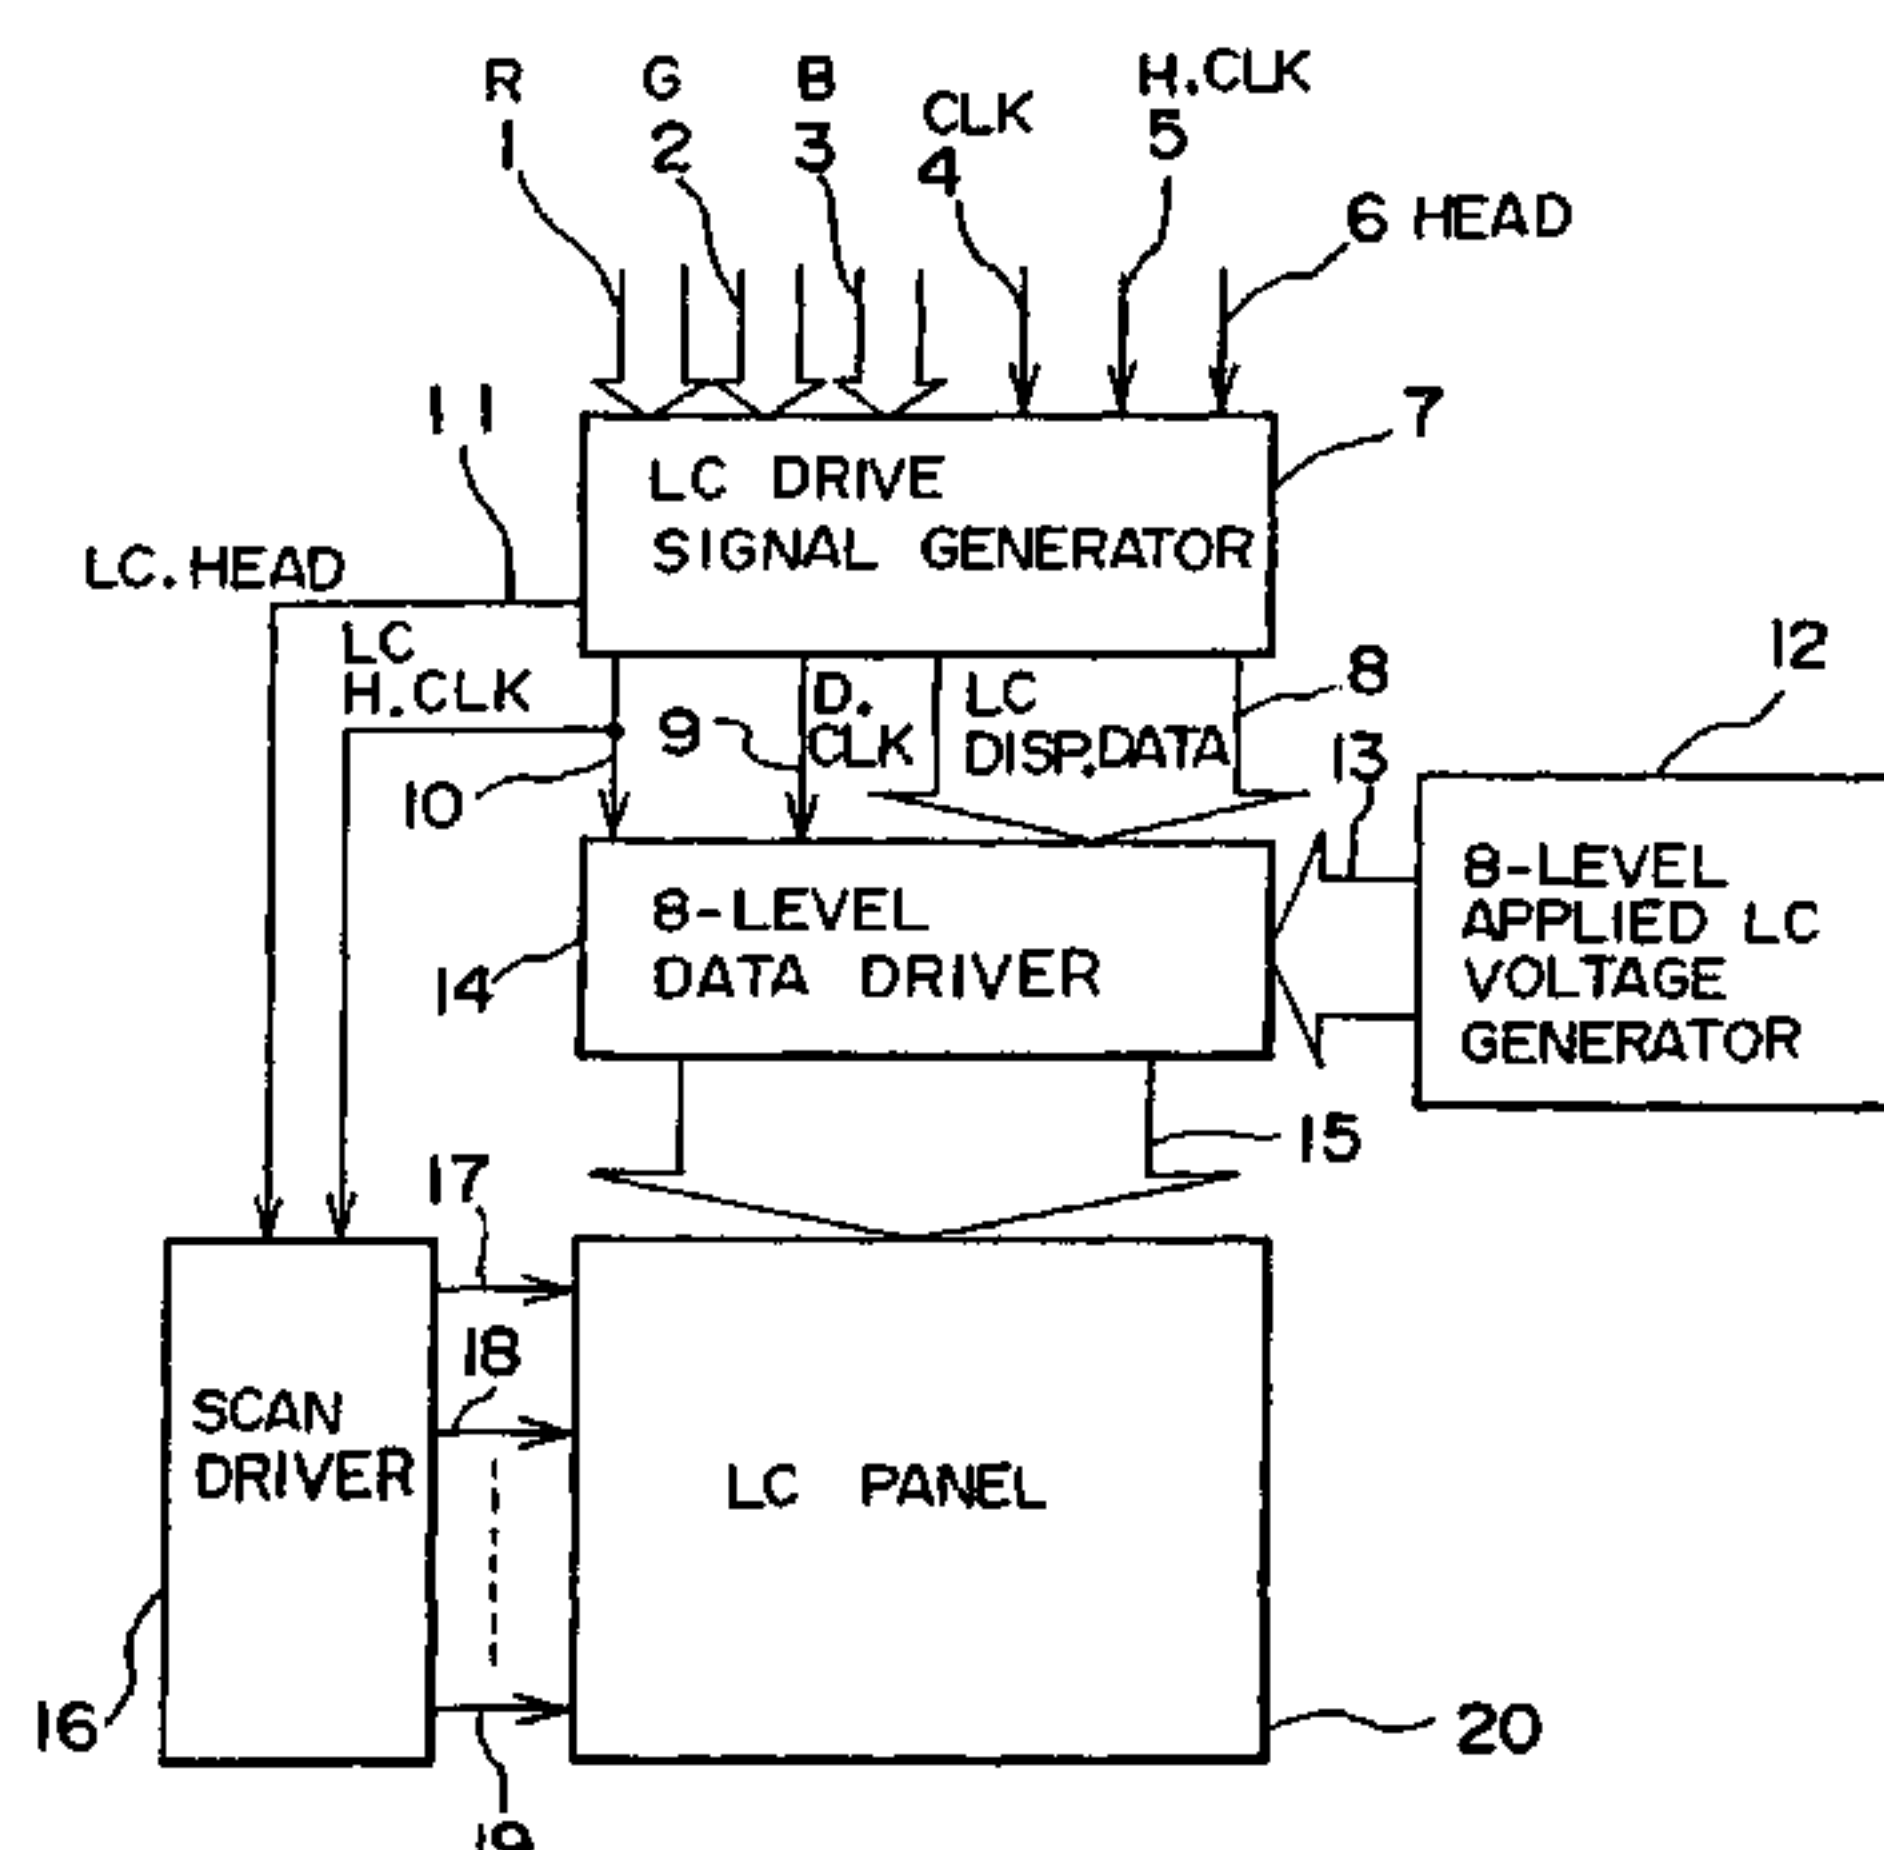 R
G
B
CLK
H.CLK
1
2
3
4
5
6 HEAD
11
7
LC DRIVE
SIGNAL GENERATOR
LC.HEAD
LC
H.CLK
9
D.
CLK
LC
DISP.DATA
8
12
10
13
14
8-LEVEL
DATA DRIVER
8-LEVEL
APPLIED LC
VOLTAGE
GENERATOR
15
17
18
SCAN
DRIVER
LC PANEL
16
20
19